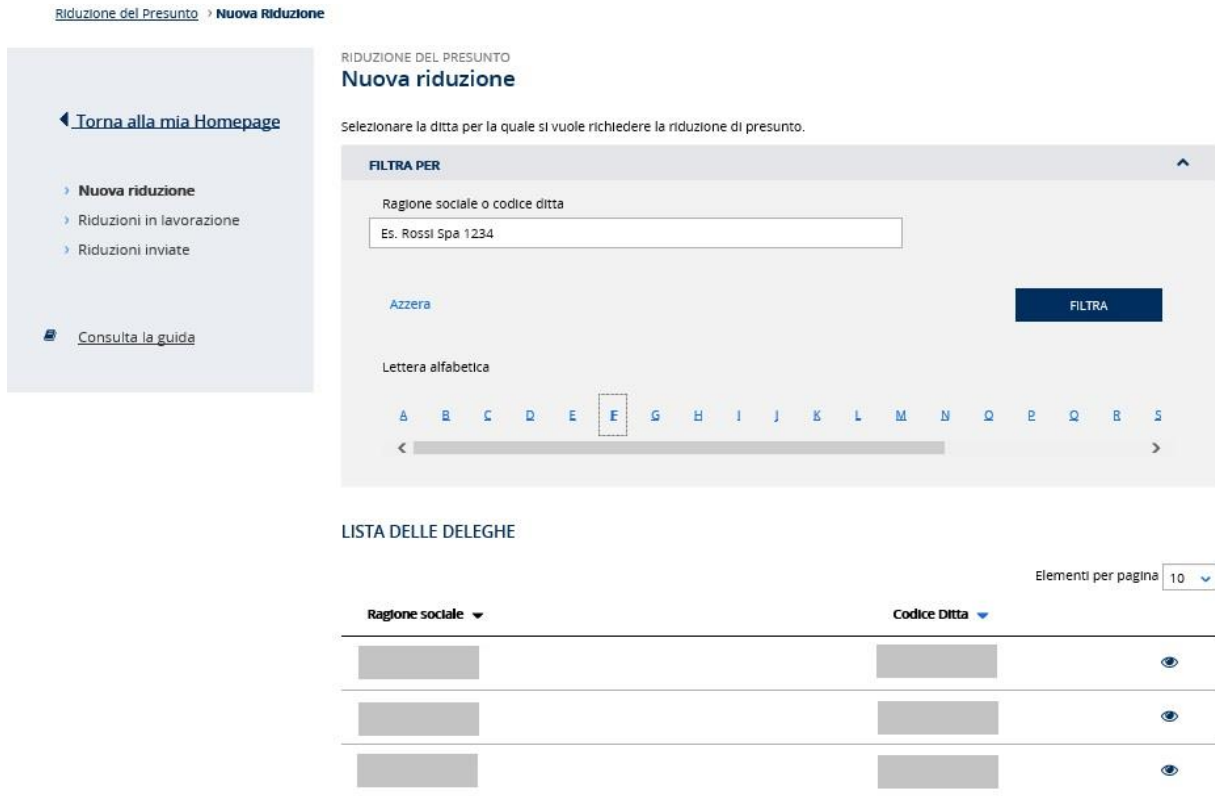 Riduzione del Presunto > Nuova Riduzione
Torna alla mia Homepage
› Nuova riduzione
› Riduzioni in lavorazione
› Riduzioni inviate
Consulta la guida
RIDUZIONE DEL PRESUNTO
Nuova riduzione
Selezionare la ditta per la quale si vuole richiedere la riduzione di presunto.
FILTRA PER
Ragione sociale o codice ditta
Es. Rossi Spa 1234
Azzera FILTRA
Lettera alfabetica
A B C D E F G H I J K L M N O P Q R S
LISTA DELLE DELEGHE
Elementi per pagina 10
Ragione sociale Codice Ditta